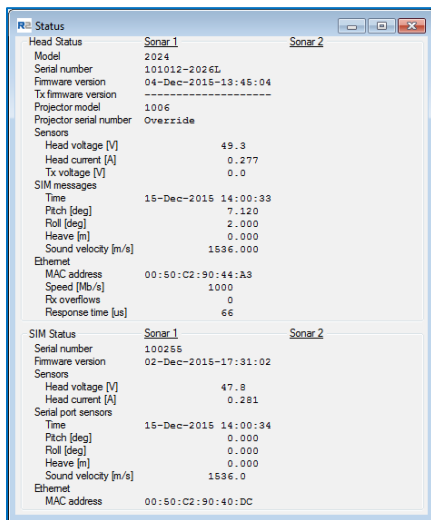 R2 Status
Head Status Sonar 1 Sonar 2
Model 2024
Serial number 101012-2026L
Firmware version 04-Dec-2015-13:45:04
Tx firmware version --------------------
Projector model 1006
Projector serial number Override
Sensors
Head voltage [V] 49.3
Head current [A] 0.277
Tx voltage [V] 0.0
SIM messages
Time 15-Dec-2015 14:00:33
Pitch [deg] 7.120
Roll [deg] 2.000
Heave [m] 0.000
Sound velocity [m/s] 1536.000
Ethernet
MAC address 00:50:C2:90:44:A3
Speed [Mb/s] 1000
Rx overflows 0
Response time [us] 66
SIM Status Sonar 1 Sonar 2
Serial number 100255
Firmware version 02-Dec-2015-17:31:02
Sensors
Head voltage [V] 47.8
Head current [A] 0.281
Serial port sensors
Time 15-Dec-2015 14:00:34
Pitch [deg] 0.000
Roll [deg] 0.000
Heave [m] 0.000
Sound velocity [m/s] 1536.0
Ethernet
MAC address 00:50:C2:90:40:DC